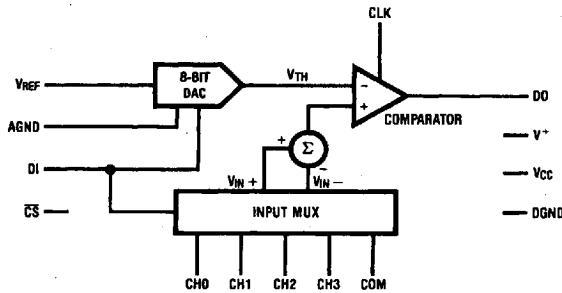 CLK
8-BIT
DAC
VREF
VTH
−
+
DO
COMPARATOR
AGND
V+
+
Σ
−
DI
VIN+
VIN−
VCC
CS
INPUT MUX
DGND
CH0
CH1
CH2
CH3
COM